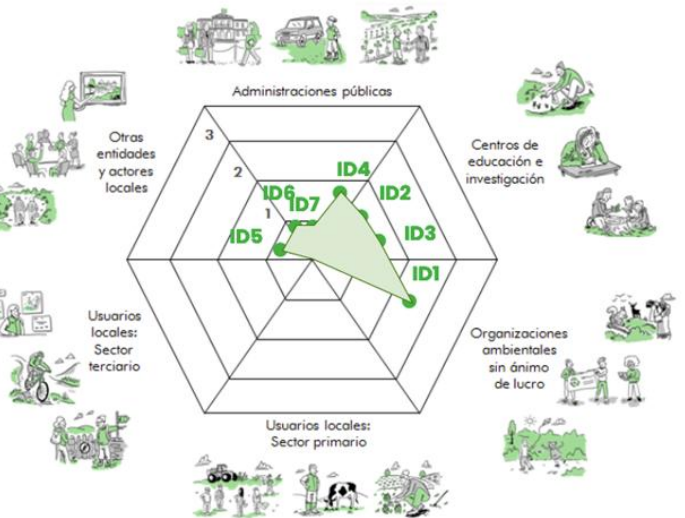 Administraciones públicas
3
Otras
entidades
y actores
locales
Centros de
educación e
investigación
2
ID4
ID6
ID2
1
ID7
ID5
ID3
ID1
Usuarios
locales:
Sector
terciario
Organizaciones
ambientales
sin ánimo
de lucro
Usuarios locales:
Sector primario